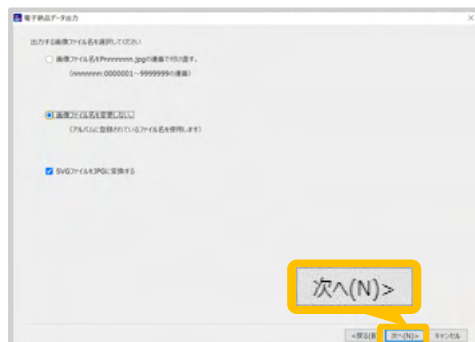 電子納品データ出力
出力する画像ファイル名を選択してください
画像ファイル名をPnnnnnnn.jpgの連番で付け直す。
(nnnnnnn:0000001～9999999の連番)
画像ファイル名を変更しない。
(アルバムに登録されているファイル名を使用します)
SVGファイルをJPGに変換する
次へ(N)>
<戻る(B)
次へ(N)>
キャンセル